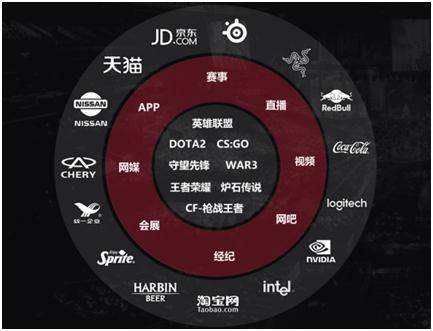 JD 京东
.COM
天猫
赛事
APP
直播
NISSAN
NISSAN
RedBull
英雄联盟
DOTA2 CS:GO
守望先锋 WAR3
王者荣耀 炉石传说
CF-枪战王者
网媒
视频
Coca-Cola
CHERY
统一企业
logitech
会展
网吧
经纪
Sprite
NVIDIA
HARBIN
BEER
淘宝网
Taobao.com
intel